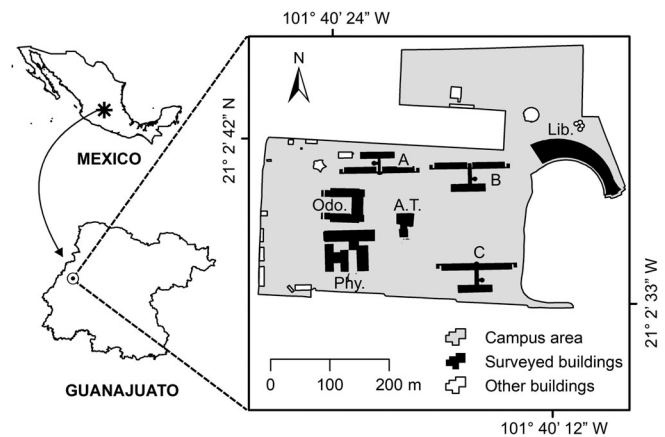 101° 40' 24" W
N
21° 2' 42" N
MEXICO
Lib.
A
B
Odo.
A.T.
Phy.
C
21° 2' 33" W
Campus area
Surveyed buildings
Other buildings
0 100 200 m
GUANAJUATO
101° 40' 12" W